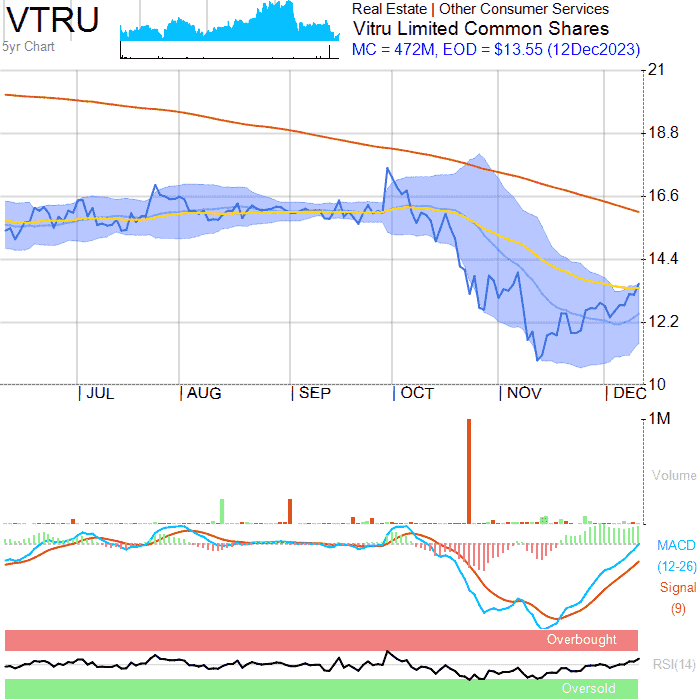 VTRU
5yr Chart
Real Estate | Other Consumer Services
Vitru Limited Common Shares
MC = 472M, EOD = $13.55 (12Dec2023)
21
18.8
16.6
14.4
12.2
10
JUL AUG SEP OCT NOV DEC
1M
Volume
MACD
(12-26)
Signal
(9)
Overbought
RSI(14)
Oversold